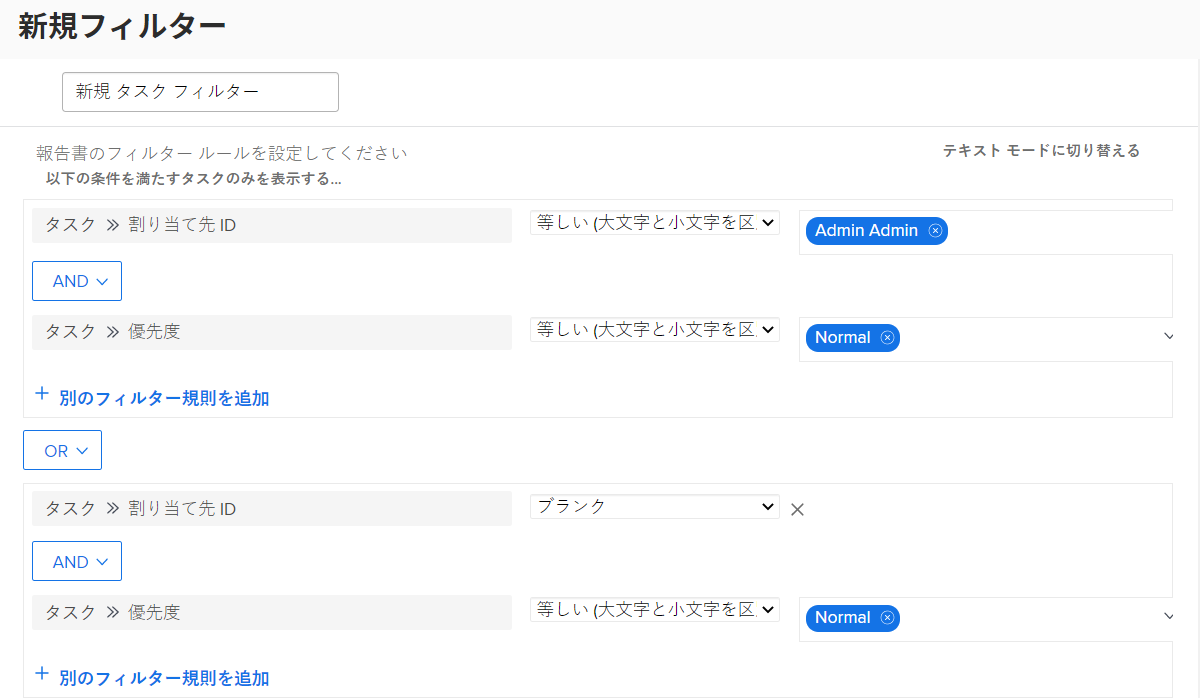 新規フィルター
新規 タスク フィルター
報告書のフィルター ルールを設定してください
テキスト モードに切り替える
以下の条件を満たすタスクのみを表示する...
タスク >> 割り当て先 ID 等しい (大文字と小文字を区 Admin Admin
AND
タスク >> 優先度 等しい (大文字と小文字を区 Normal
+ 別のフィルター規則を追加
OR
タスク >> 割り当て先 ID ブランク
AND
タスク >> 優先度 等しい (大文字と小文字を区 Normal
+ 別のフィルター規則を追加